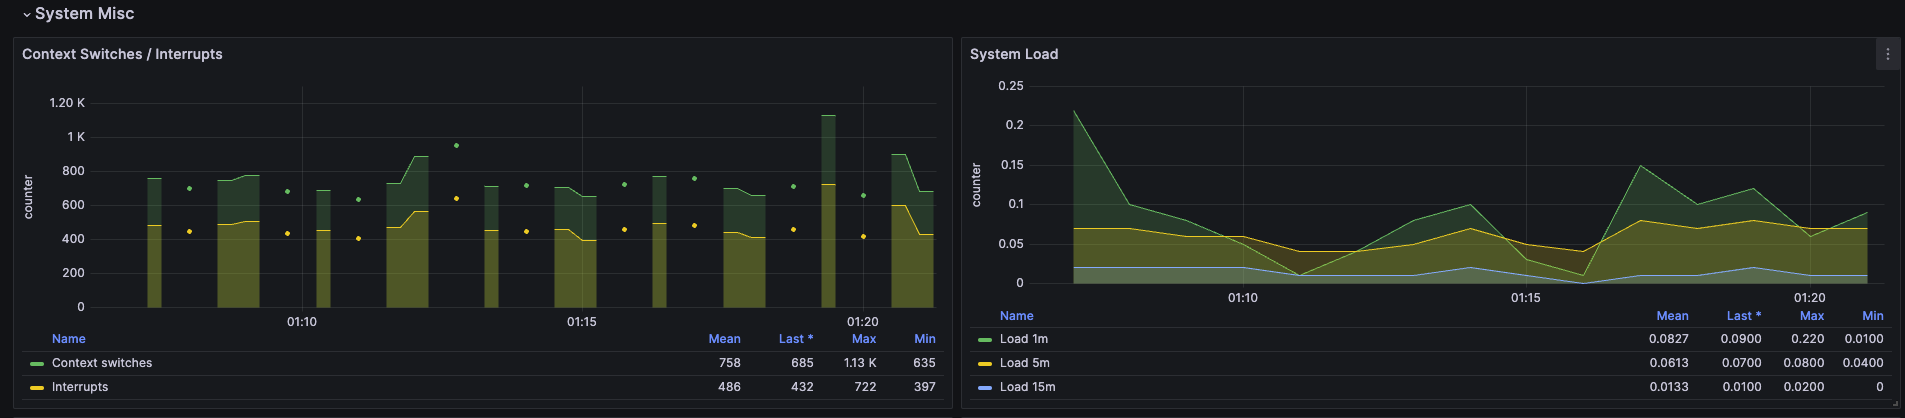 System Misc
Context Switches / Interrupts
counter
1.20 K
1 K
800
600
400
200
0
01:10 01:15 01:20
Name Mean Last * Max Min
Context switches 758 685 1.13 K 635
Interrupts 486 432 722 397
System Load
counter
0.25
0.2
0.15
0.1
0.05
0
01:10 01:15 01:20
Name Mean Last * Max Min
Load 1m 0.0827 0.0900 0.220 0.0100
Load 5m 0.0613 0.0700 0.0800 0.0400
Load 15m 0.0133 0.0100 0.0200 0